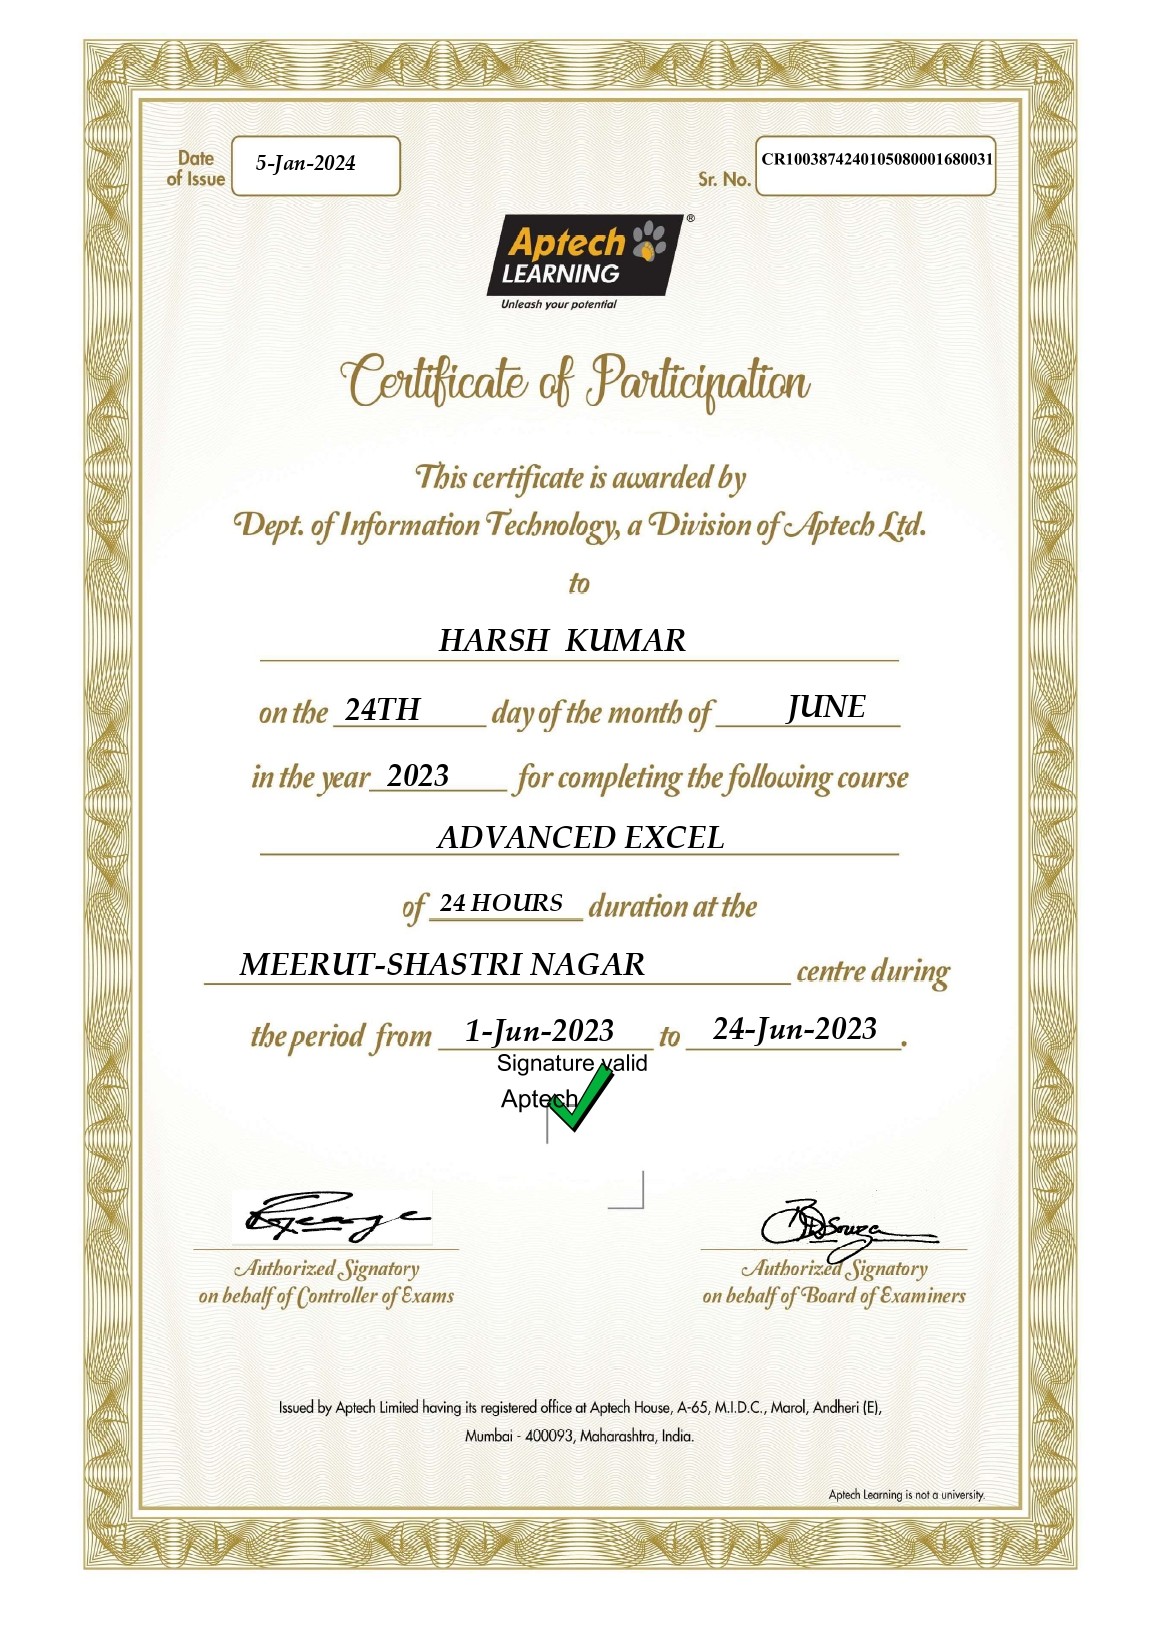 Date
of Issue
5-Jan-2024
Sr. No.
CR1003874240105080001680031
Aptech
LEARNING
®
Unleash your potential
Certificate of Participation
This certificate is awarded by
Dept. of Information Technology, a Division of Aptech Ltd.
to
HARSH KUMAR
on the 24TH day of the month of JUNE
in the year 2023 for completing the following course
ADVANCED EXCEL
of 24 HOURS duration at the
MEERUT-SHASTRI NAGAR centre during
the period from 1-Jun-2023 to 24-Jun-2023.
Signature valid
Aptech
Authorized Signatory
on behalf of Controller of Exams
Authorized Signatory
on behalf of Board of Examiners
Issued by Aptech Limited having its registered office at Aptech House, A-65, M.I.D.C., Marol, Andheri (E),
Mumbai - 400093, Maharashtra, India.
Aptech Learning is not a university.